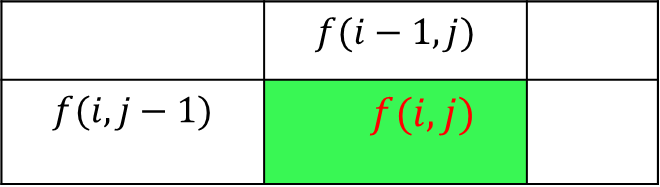 f(i − 1, j)
f(i, j − 1) f(i, j)